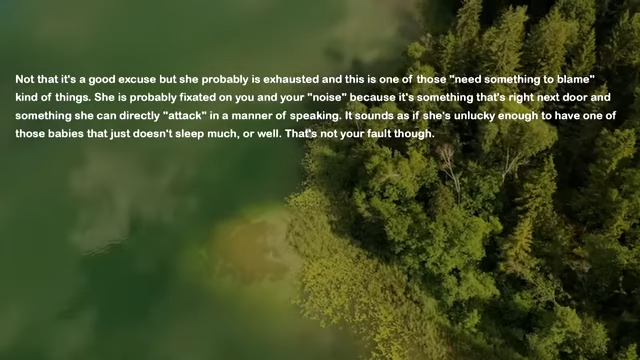 Not that it's a good excuse but she probably is exhausted and this is one of those "need something to blame"
kind of things. She is probably fixated on you and your "noise" because it's something that's right next door and
something she can directly "attack" in a manner of speaking. It sounds as if she's unlucky enough to have one of
those babies that just doesn't sleep much, or well. That's not your fault though.